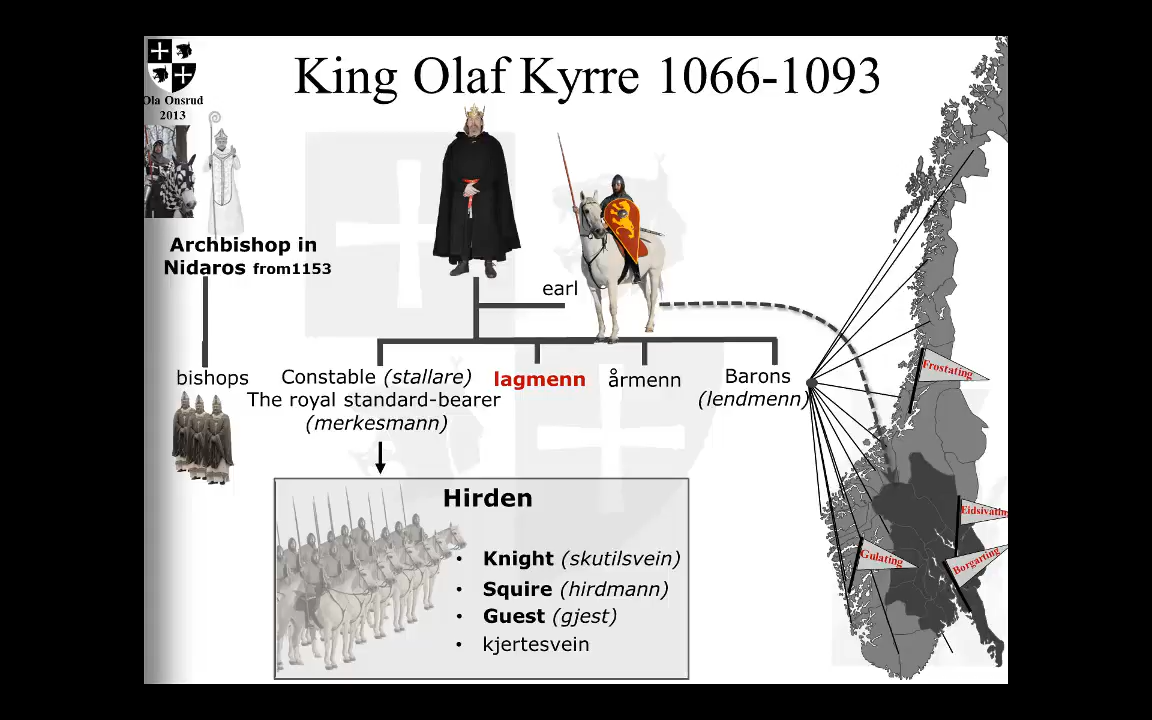 King Olaf Kyrre 1066-1093
Ola Onsrud
2013
Archbishop in
Nidaros from1153
bishops
earl
Constable (stallare)
The royal standard-bearer
(merkesmann)
lagmenn
årmenn
Barons
(lendmenn)
Hirden
• Knight (skutilsvein)
• Squire (hirdmann)
• Guest (gjest)
• kjertesvein
Frostating
Eidsivating
Gulating
Borgarting